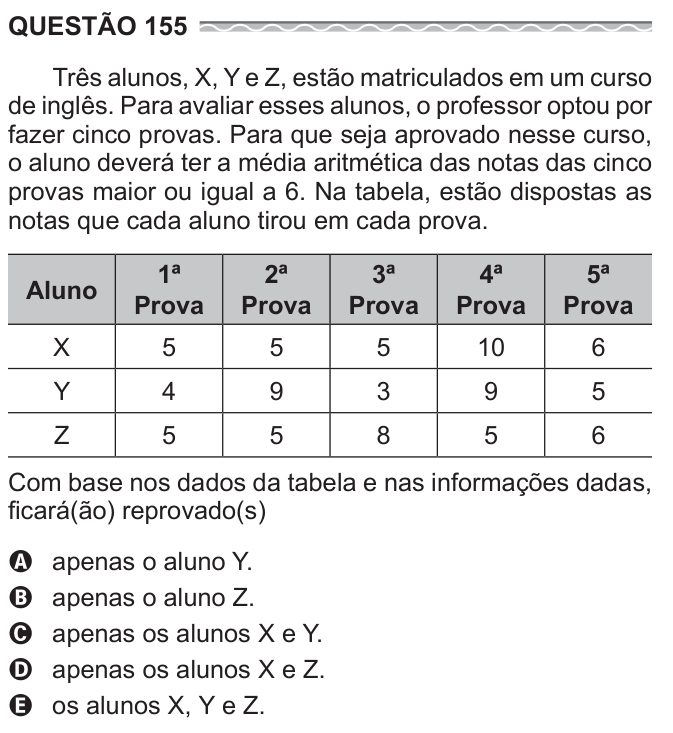 QUESTÃO 155
Três alunos, X, Y e Z, estão matriculados em um curso
de inglês. Para avaliar esses alunos, o professor optou por
fazer cinco provas. Para que seja aprovado nesse curso,
o aluno deverá ter a média aritmética das notas das cinco
provas maior ou igual a 6. Na tabela, estão dispostas as
notas que cada aluno tirou em cada prova.
Aluno 1ª Prova 2ª Prova 3ª Prova 4ª Prova 5ª Prova
X 5 5 5 10 6
Y 4 9 3 9 5
Z 5 5 8 5 6
Com base nos dados da tabela e nas informações dadas,
ficará(ão) reprovado(s)
A apenas o aluno Y.
B apenas o aluno Z.
C apenas os alunos X e Y.
D apenas os alunos X e Z.
E os alunos X, Y e Z.